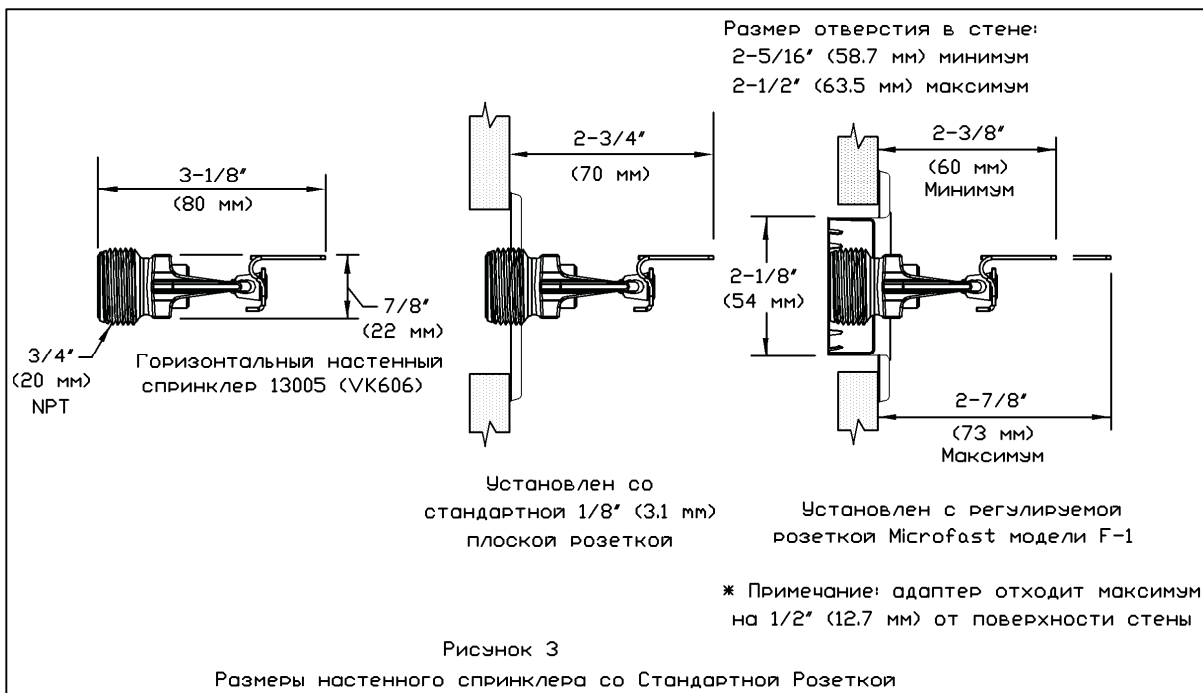 Размер отверстия в стене:
2-5/16" (58.7 мм) минимум
2-1/2" (63.5 мм) максимум
3-1/8"
(80 мм)
7/8"
(22 мм)
3/4"
(20 мм)
NPT
Горизонтальный настенный
спринклер 13005 (VK606)
2-3/4"
(70 мм)
Установлен со
стандартной 1/8" (3.1 mm)
плоской розеткой
2-3/8"
(60 мм)
Минимум
2-1/8"
(54 мм)
2-7/8"
(73 мм)
Максимум
Установлен с регулируемой
розеткой Microfast модели F-1
* Примечание: адаптер отходит максимум
на 1/2" (12.7 мм) от поверхности стены
Рисунок 3
Размеры настенного спринклера со Стандартной Розеткой